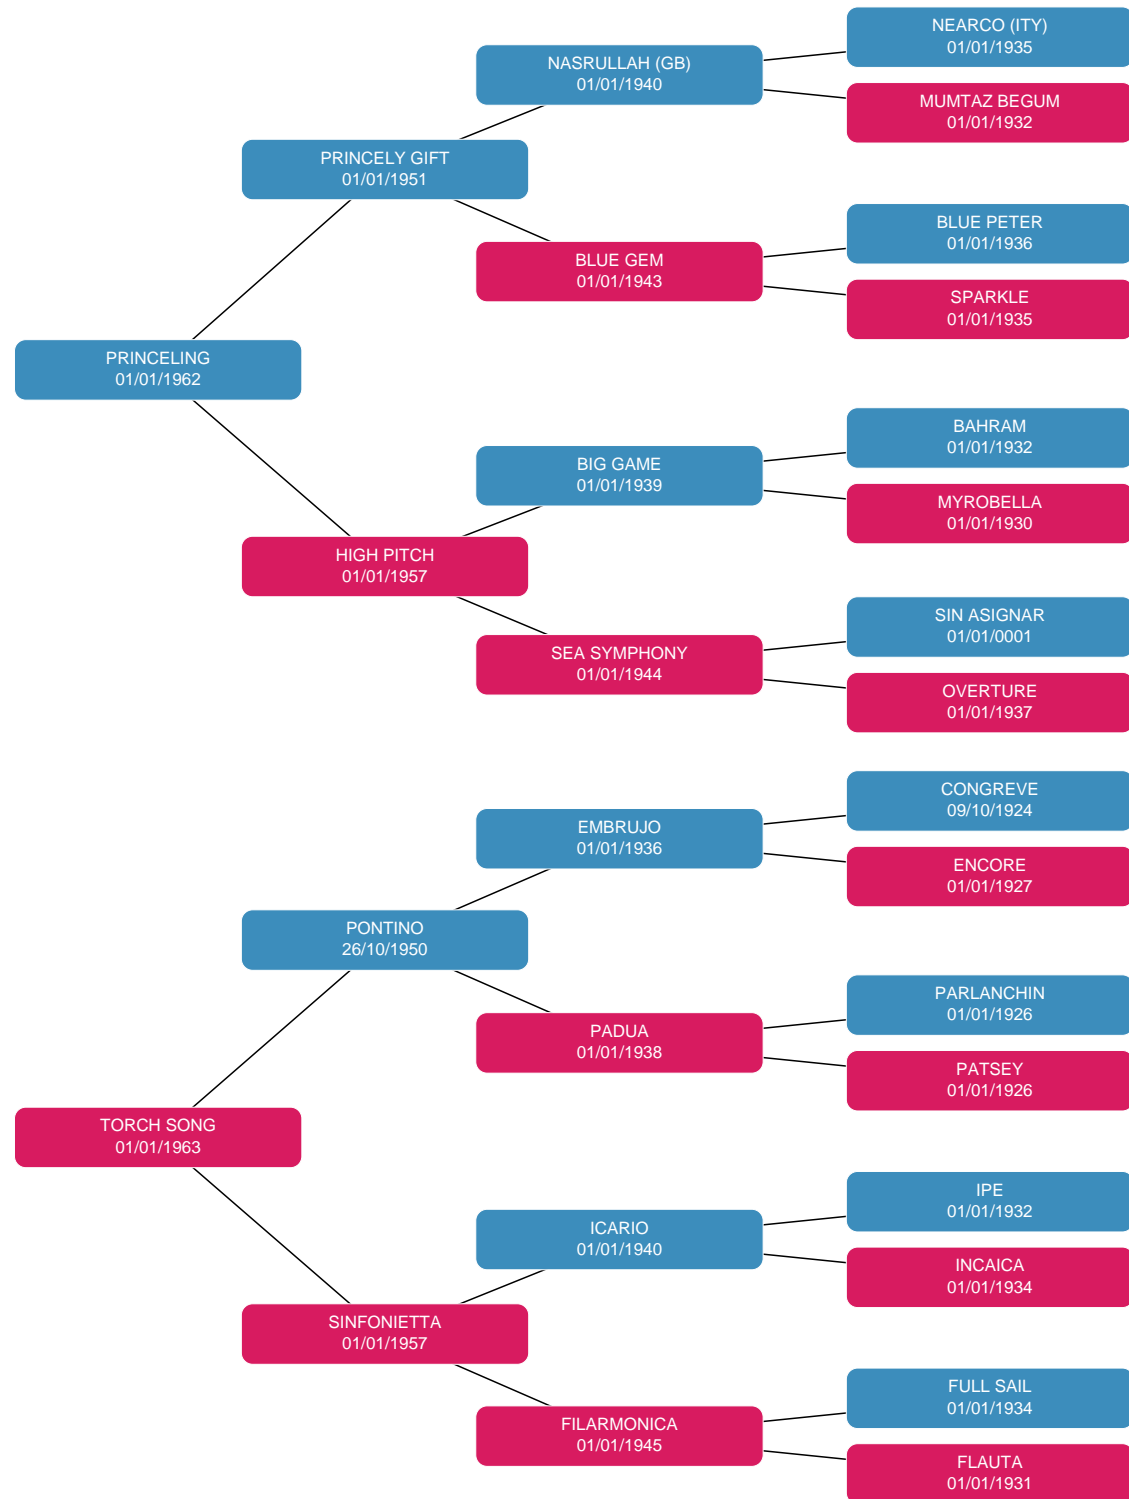 NEARCO (ITY)
01/01/1935
NASRULLAH (GB)
01/01/1940
MUMTAZ BEGUM
01/01/1932
PRINCELY GIFT
01/01/1951
BLUE PETER
01/01/1936
BLUE GEM
01/01/1943
SPARKLE
01/01/1935
PRINCELING
01/01/1962
BAHRAM
01/01/1932
BIG GAME
01/01/1939
MYROBELLA
01/01/1930
HIGH PITCH
01/01/1957
SIN ASIGNAR
01/01/0001
SEA SYMPHONY
01/01/1944
OVERTURE
01/01/1937
CONGREVE
09/10/1924
EMBRUJO
01/01/1936
ENCORE
01/01/1927
PONTINO
26/10/1950
PARLANCHIN
01/01/1926
PADUA
01/01/1938
PATSEY
01/01/1926
TORCH SONG
01/01/1963
IPE
01/01/1932
ICARIO
01/01/1940
INCAICA
01/01/1934
SINFONIETTA
01/01/1957
FULL SAIL
01/01/1934
FILARMONICA
01/01/1945
FLAUTA
01/01/1931